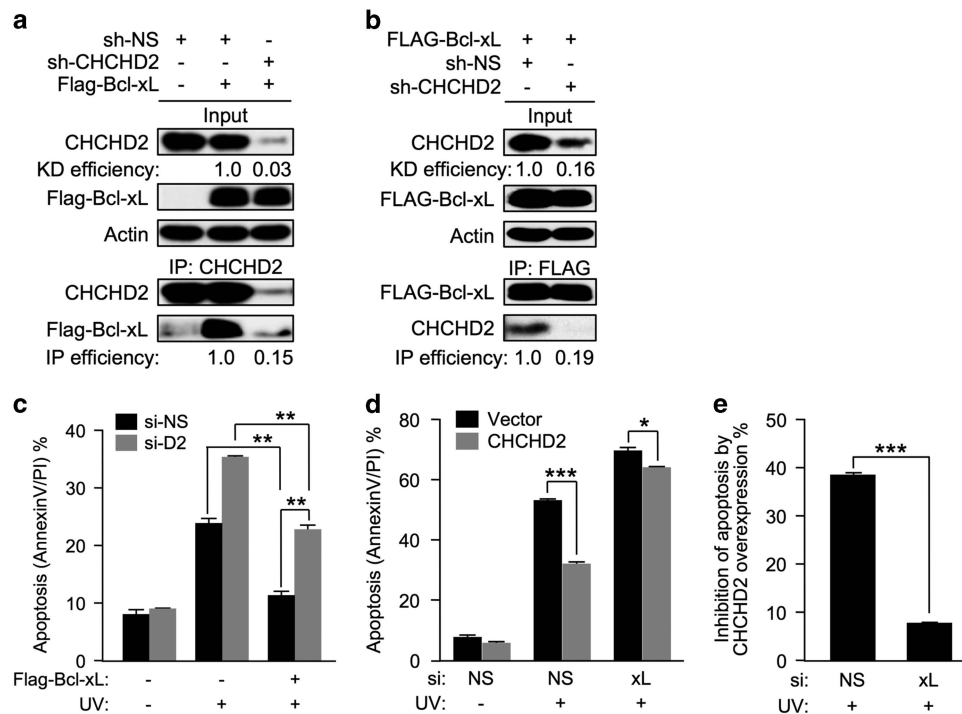 a
sh-NS + + -
sh-CHCHD2 - - +
Flag-Bcl-xL - + +
Input
CHCHD2
KD efficiency: 1.0 0.03
Flag-Bcl-xL
Actin
IP: CHCHD2
CHCHD2
Flag-Bcl-xL
IP efficiency: 1.0 0.15
b
FLAG-Bcl-xL + +
sh-NS + -
sh-CHCHD2 - +
Input
CHCHD2
KD efficiency: 1.0 0.16
FLAG-Bcl-xL
Actin
IP: FLAG
FLAG-Bcl-xL
CHCHD2
IP efficiency: 1.0 0.19
c
Apoptosis (AnnexinV/PI) %
40
30
20
10
0
si-NS
si-D2
**
**
**
Flag-Bcl-xL: - - +
UV: - + +
d
Apoptosis (AnnexinV/PI) %
80
60
40
20
0
Vector
CHCHD2
***
*
si: NS NS xL
UV: - + +
e
Inhibition of apoptosis by
CHCHD2 overexpression %
50
40
30
20
10
0
***
si: NS xL
UV: + +